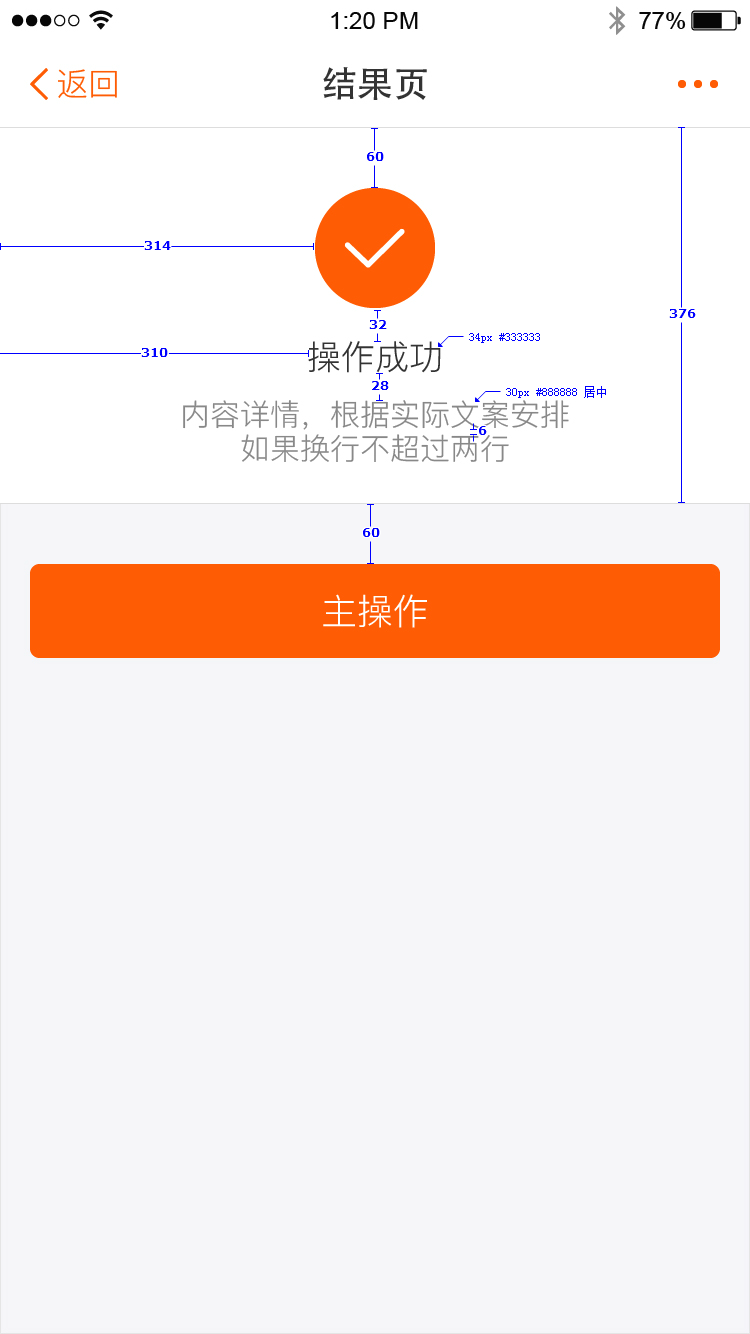 1:20 PM 77%
返回 结果页
60
314
376
32
34px #333333
310
操作成功
28
30px #888888 居中
内容详情，根据实际文案安排
6
如果换行不超过两行
60
主操作